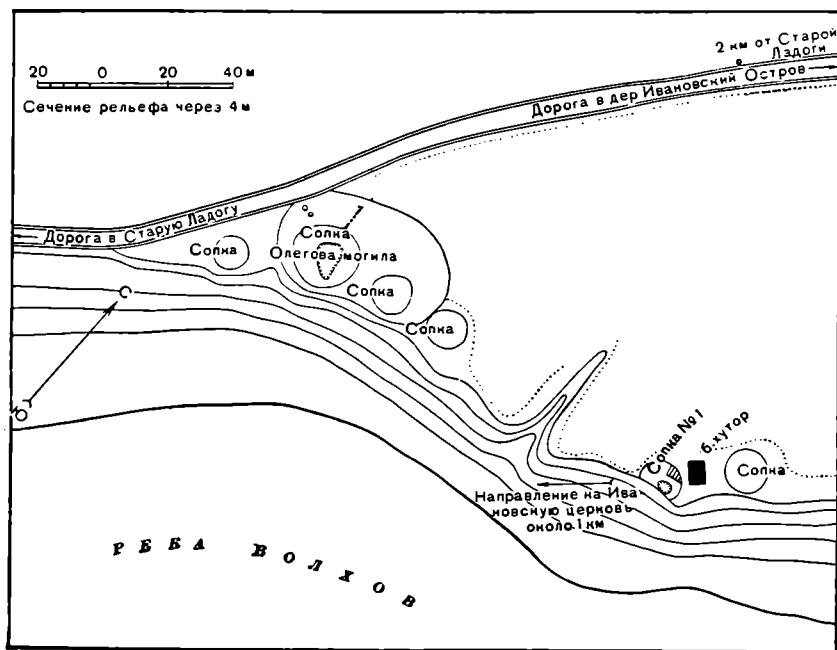 2 км от Старой
Ладоги
20 0 20 40 м
Сечение рельефа через 4 м
Дорога в дер Ивановский Остров
Дорога в Старую Ладогу
Сопка
Сопка
Олегова могила
Сопка
Сопка
Сопка №1
б. хутор
Сопка
Направление на Ива
новскую церковь
около 1 км
РЕКА ВОЛХОВ